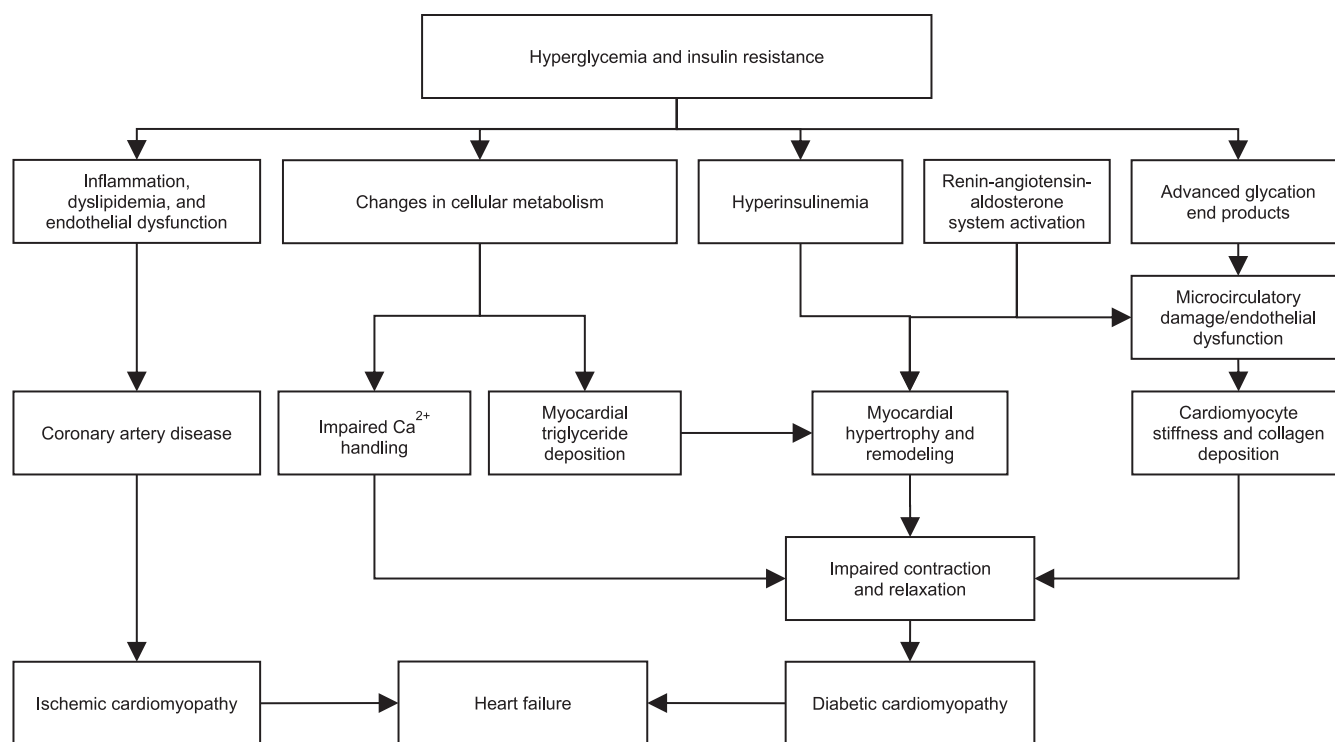 Hyperglycemia and insulin resistance
Inflammation,
dyslipidemia, and
endothelial dysfunction
Changes in cellular metabolism
Hyperinsulinemia
Renin-angiotensin-
aldosterone
system activation
Advanced glycation
end products
Microcirculatory
damage/endothelial
dysfunction
Coronary artery disease
Impaired Ca²⁺
handling
Myocardial
triglyceride
deposition
Myocardial
hypertrophy and
remodeling
Cardiomyocyte
stiffness and collagen
deposition
Impaired contraction
and relaxation
Ischemic cardiomyopathy
Heart failure
Diabetic cardiomyopathy